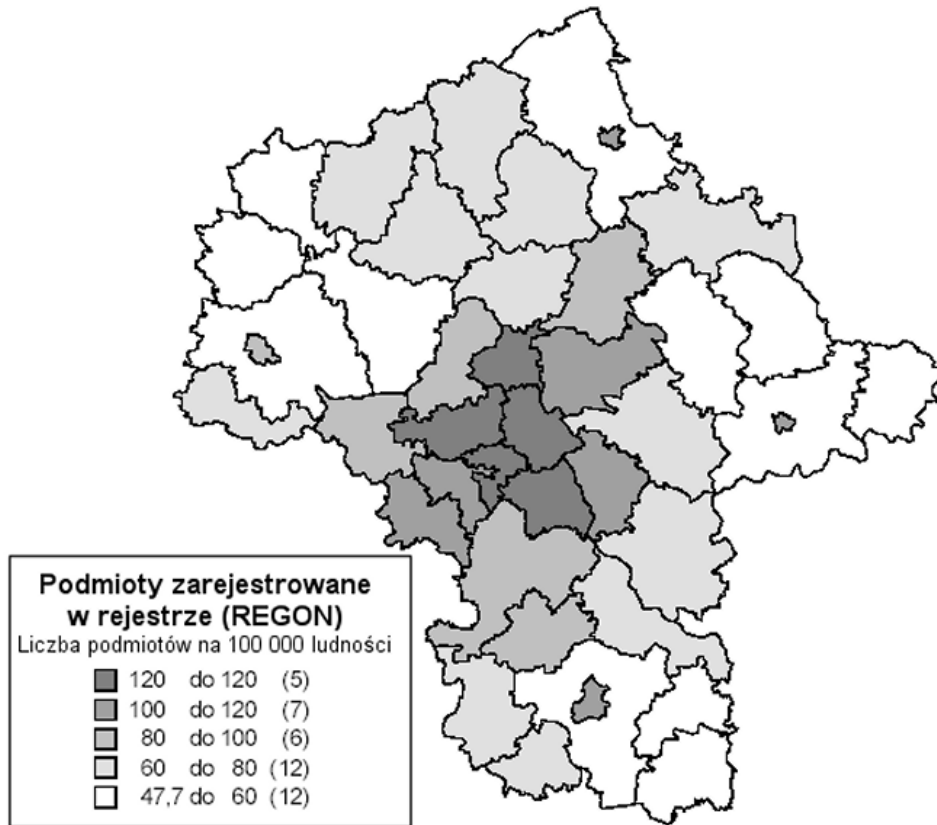 Podmioty zarejestrowane
w rejestrze (REGON)
Liczba podmiotów na 100 000 ludności
120 do 120 (5)
100 do 120 (7)
80 do 100 (6)
60 do 80 (12)
47,7 do 60 (12)